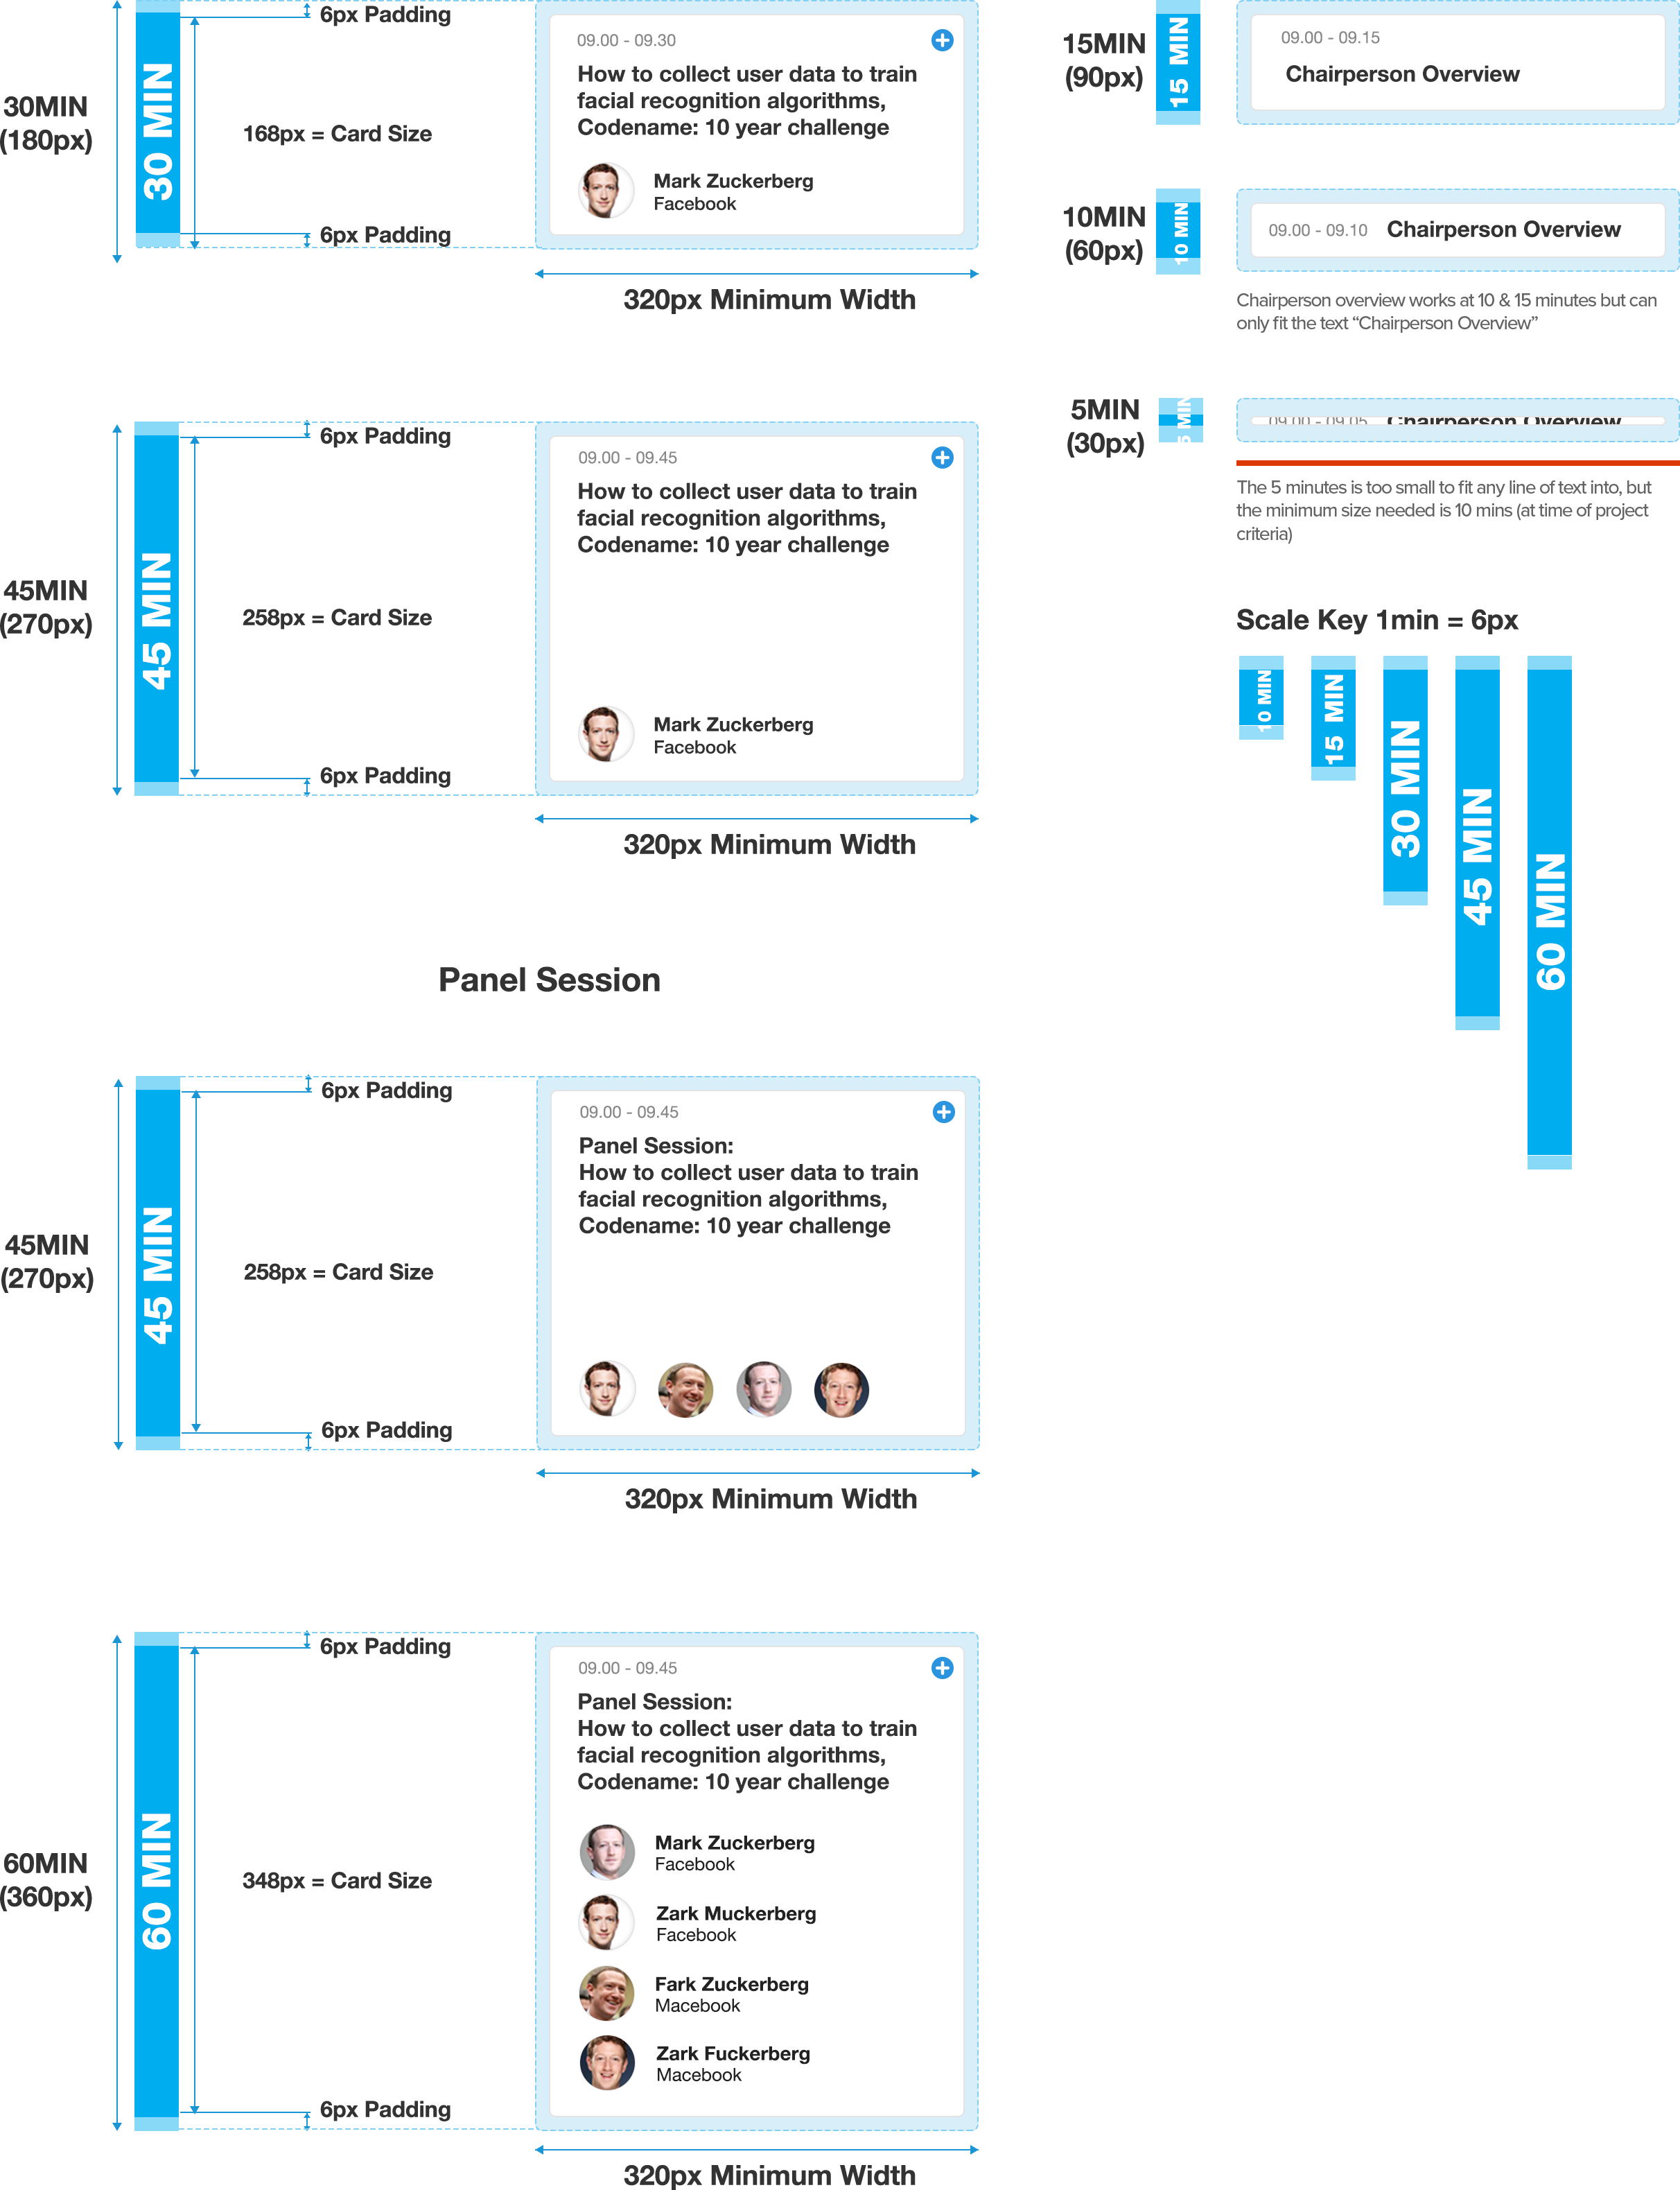 6px Padding
30MIN
(180px)
30 MIN
168px = Card Size
6px Padding
09.00 - 09.30
How to collect user data to train
facial recognition algorithms,
Codename: 10 year challenge
Mark Zuckerberg
Facebook
320px Minimum Width
6px Padding
45MIN
(270px)
45 MIN
258px = Card Size
6px Padding
09.00 - 09.45
How to collect user data to train
facial recognition algorithms,
Codename: 10 year challenge
Mark Zuckerberg
Facebook
320px Minimum Width
Panel Session
6px Padding
45MIN
(270px)
45 MIN
258px = Card Size
6px Padding
09.00 - 09.45
Panel Session:
How to collect user data to train
facial recognition algorithms,
Codename: 10 year challenge
320px Minimum Width
6px Padding
60MIN
(360px)
60 MIN
348px = Card Size
6px Padding
09.00 - 09.45
Panel Session:
How to collect user data to train
facial recognition algorithms,
Codename: 10 year challenge
Mark Zuckerberg
Facebook
Zark Muckerberg
Facebook
Fark Zuckerberg
Macebook
Zark Fuckerberg
Macebook
320px Minimum Width
15MIN
(90px)
15 MIN
09.00 - 09.15
Chairperson Overview
10MIN
(60px)
10 MIN
09.00 - 09.10 Chairperson Overview
Chairperson overview works at 10 & 15 minutes but can
only fit the text “Chairperson Overview”
5MIN
(30px)
5 MIN
09.00 - 09.05 Chairperson Overview
The 5 minutes is too small to fit any line of text into, but
the minimum size needed is 10 mins (at time of project
criteria)
Scale Key 1min = 6px
10 MIN
15 MIN
30 MIN
45 MIN
60 MIN